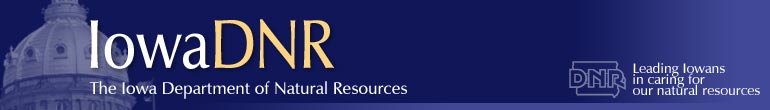 IowaDNR
The Iowa Department of Natural Resources
DNR
Leading Iowans
in caring for
our natural resources